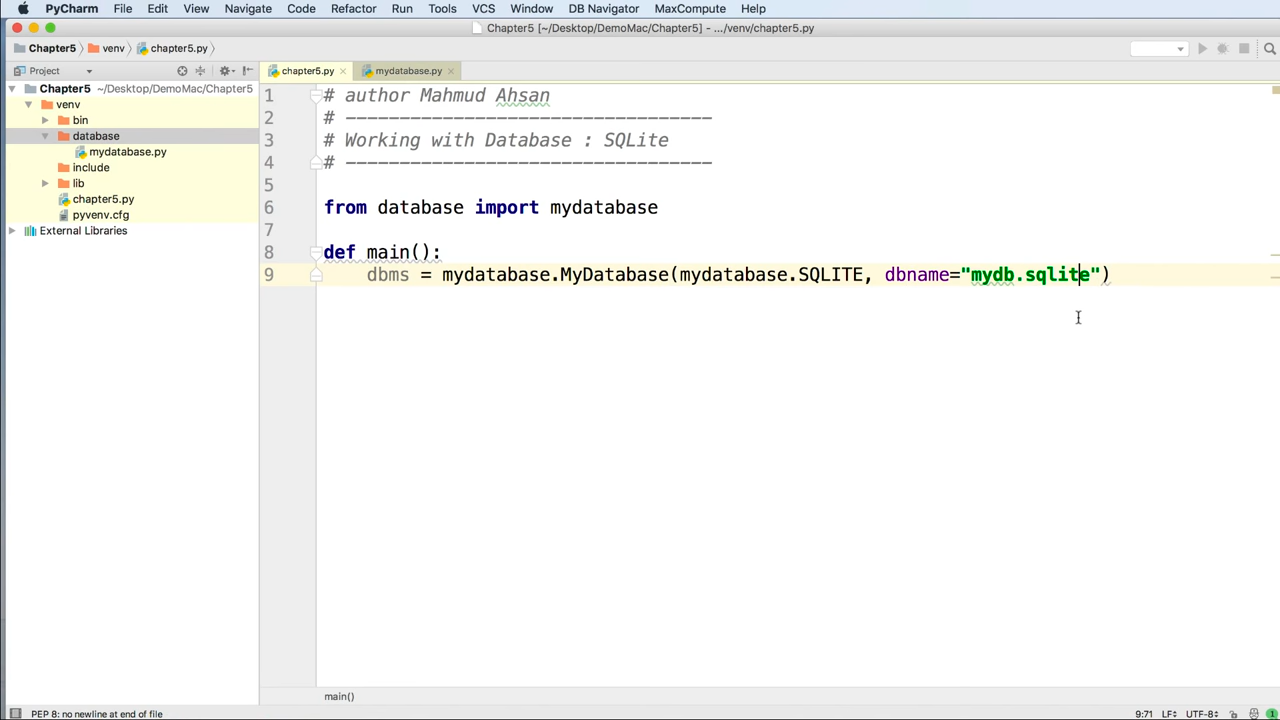 PyCharm File Edit View Navigate Code Refactor Run Tools VCS Window DB Navigator MaxCompute Help
Chapter5 [~/Desktop/DemoMac/Chapter5] - .../venv/chapter5.py
Chapter5 venv chapter5.py
Project
chapter5.py mydatabase.py
Chapter5 ~/Desktop/DemoMac/Chapter5
venv
bin
database
mydatabase.py
include
lib
chapter5.py
pyvenv.cfg
External Libraries
1 # author Mahmud Ahsan
2 # ----------------------------------
3 # Working with Database : SQLite
4 # ----------------------------------
5
6 from database import mydatabase
7
8 def main():
9 dbms = mydatabase.MyDatabase(mydatabase.SQLITE, dbname="mydb.sqlite")
main()
PEP 8: no newline at end of file
9:71 LF÷ UTF-8÷ 1